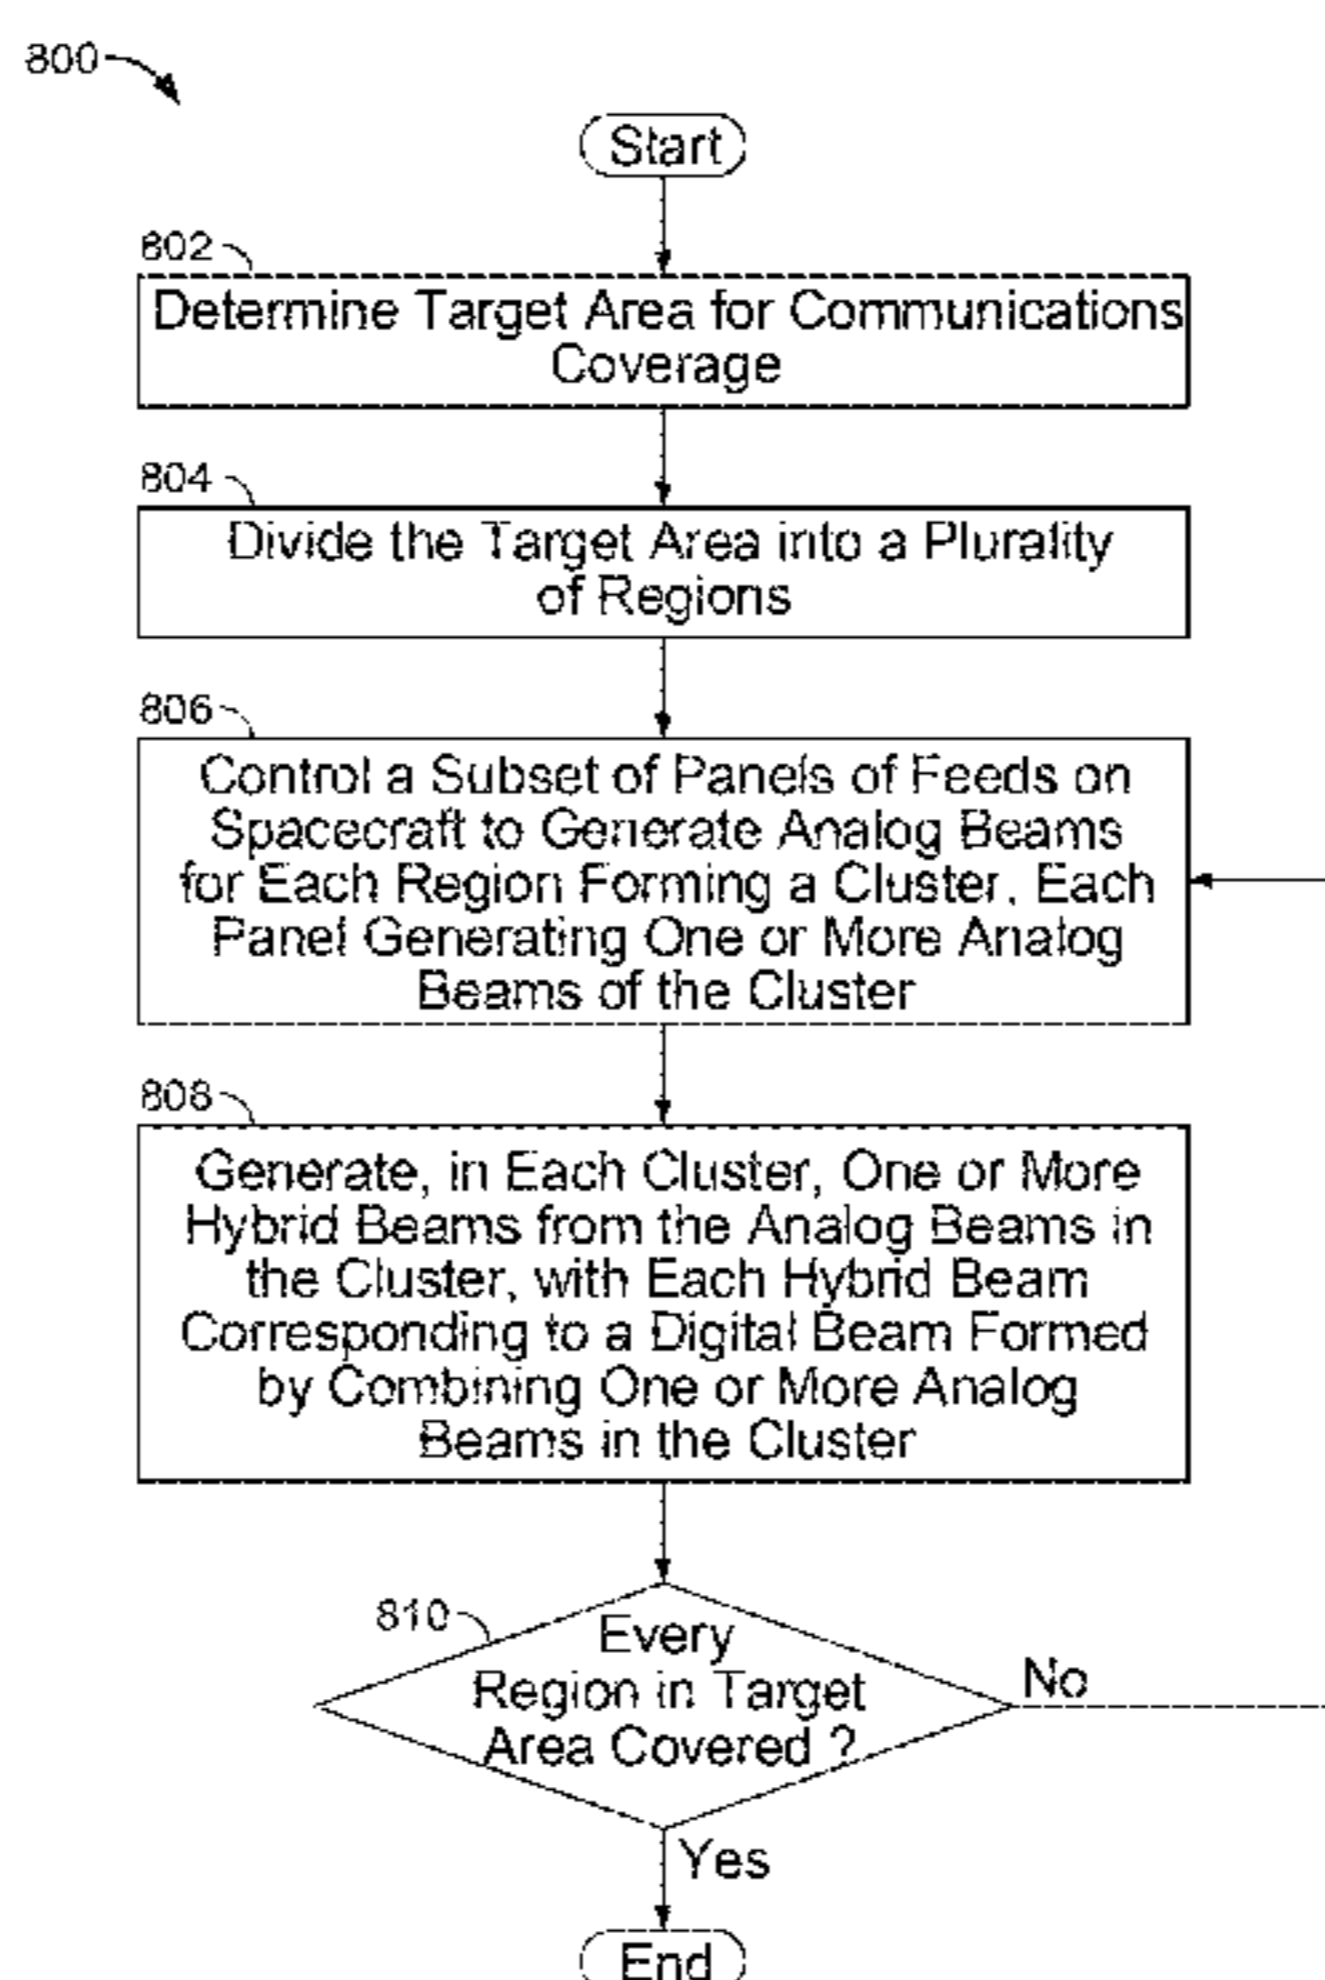 800
Start
802
Determine Target Area for Communications
Coverage
804
Divide the Target Area into a Plurality
of Regions
806
Control a Subset of Panels of Feeds on
Spacecraft to Generate Analog Beams
for Each Region Forming a Cluster, Each
Panel Generating One or More Analog
Beams of the Cluster
808
Generate, in Each Cluster, One or More
Hybrid Beams from the Analog Beams in
the Cluster, with Each Hybrid Beam
Corresponding to a Digital Beam Formed
by Combining One or More Analog
Beams in the Cluster
810
Every
Region in Target
Area Covered ?
No
Yes
End